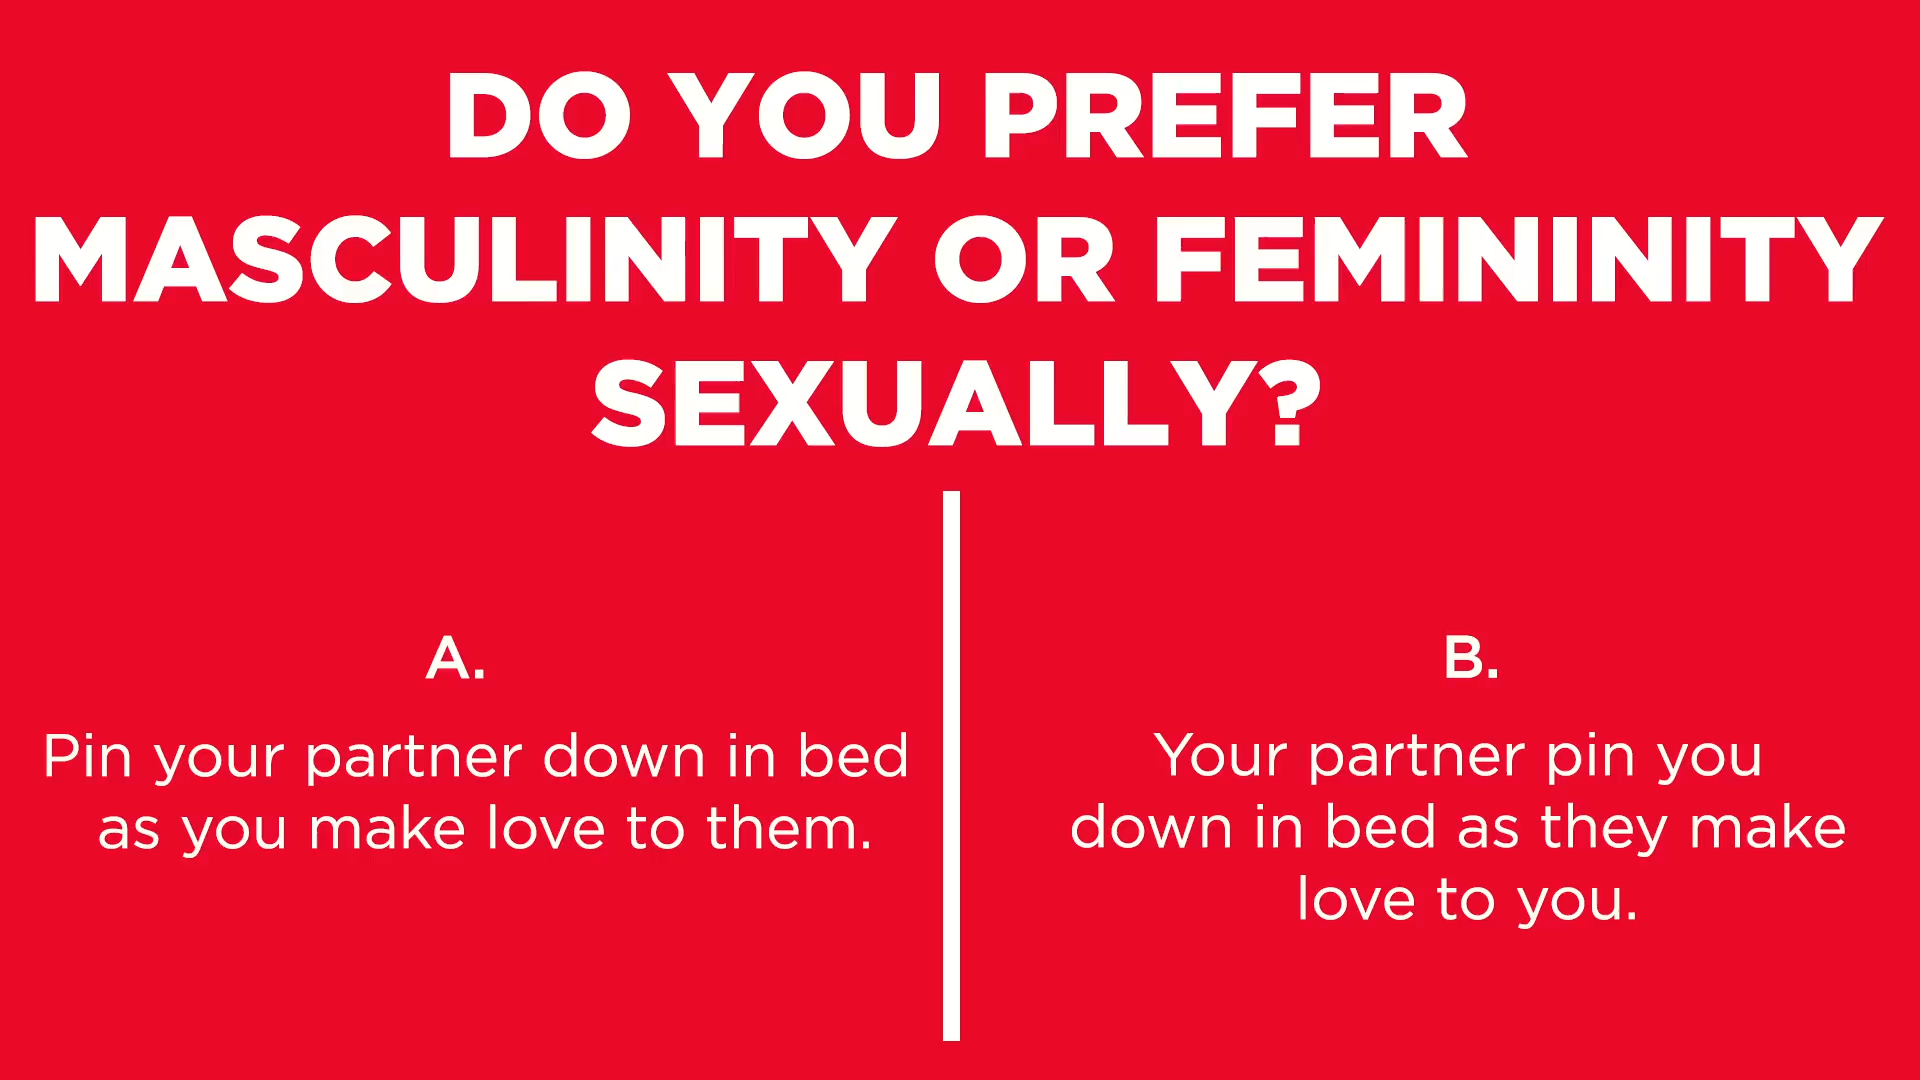 DO YOU PREFER
MASCULINITY OR FEMININITY
SEXUALLY?
A.
Pin your partner down in bed
as you make love to them.
B.
Your partner pin you
down in bed as they make
love to you.